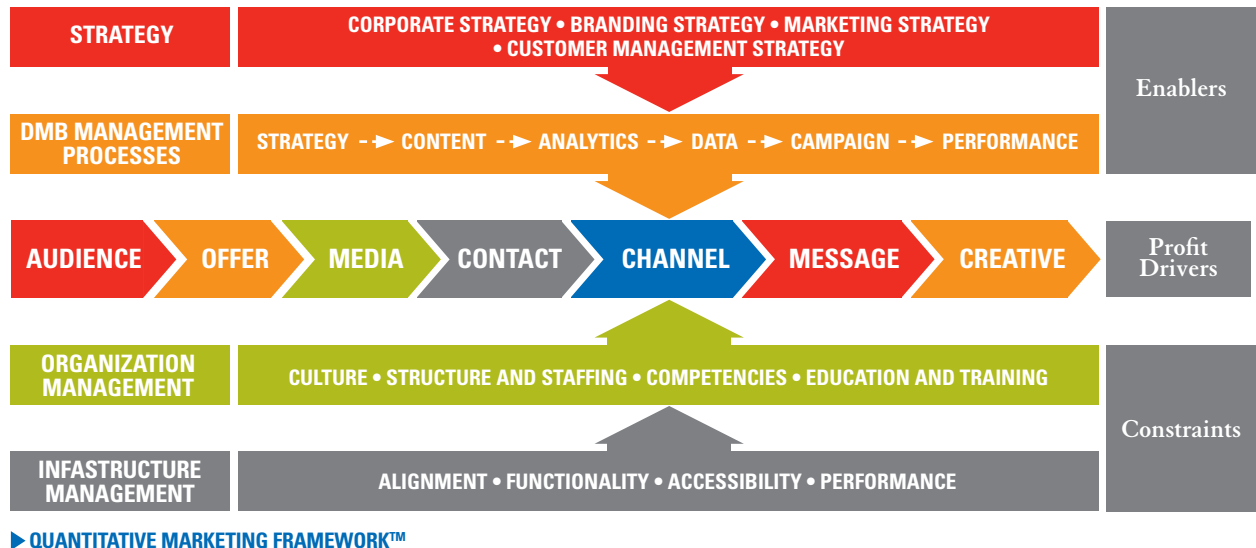 STRATEGY
CORPORATE STRATEGY • BRANDING STRATEGY • MARKETING STRATEGY
• CUSTOMER MANAGEMENT STRATEGY
Enablers
DMB MANAGEMENT
PROCESSES
STRATEGY CONTENT ANALYTICS DATA CAMPAIGN PERFORMANCE
AUDIENCE OFFER MEDIA CONTACT CHANNEL MESSAGE CREATIVE
Profit
Drivers
ORGANIZATION
MANAGEMENT
CULTURE • STRUCTURE AND STAFFING • COMPETENCIES • EDUCATION AND TRAINING
Constraints
INFASTRUCTURE
MANAGEMENT
ALIGNMENT • FUNCTIONALITY • ACCESSIBILITY • PERFORMANCE
QUANTITATIVE MARKETING FRAMEWORK™